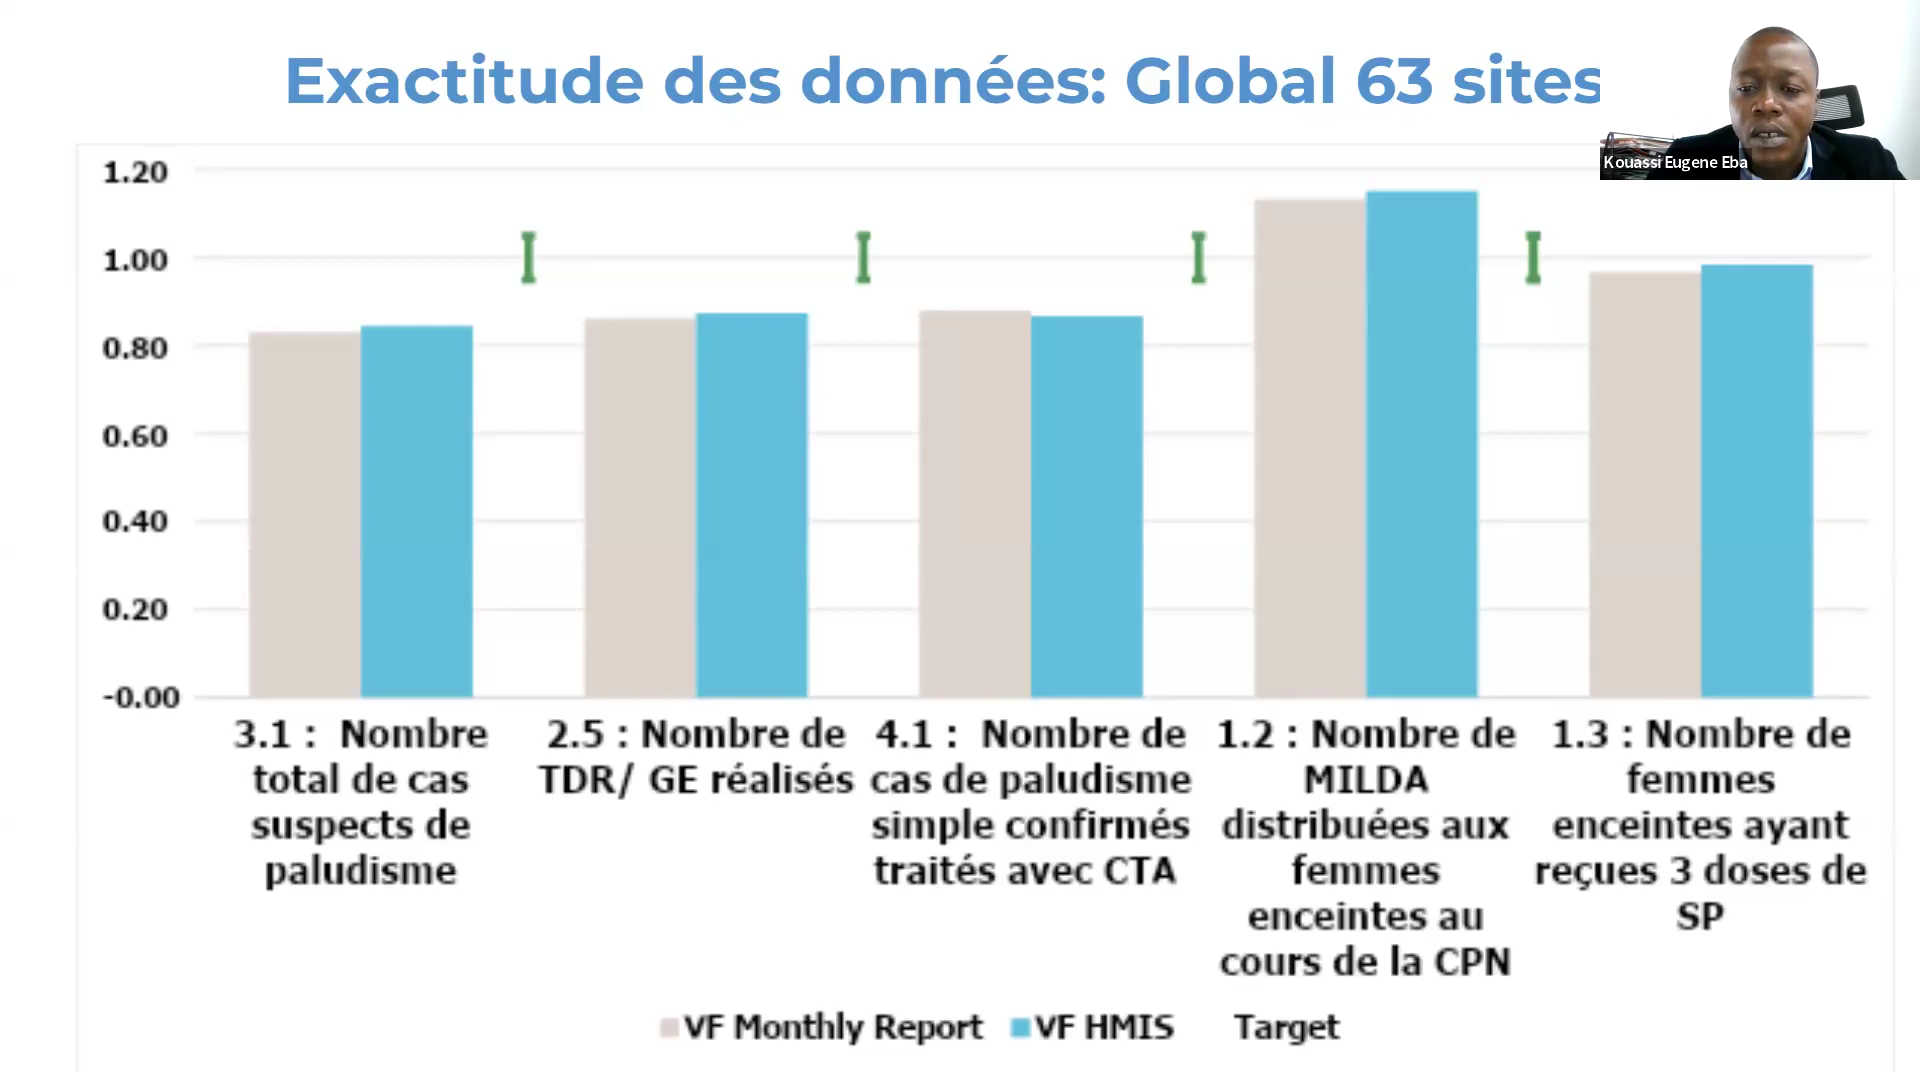 Exactitude des données: Global 63 sites
Kouassi Eugene Eba
1.20
1.00
0.80
0.60
0.40
0.20
-0.00
3.1 : Nombre
total de cas
suspects de
paludisme
2.5 : Nombre de
TDR/ GE réalisés
4.1 : Nombre de
cas de paludisme
simple confirmés
traités avec CTA
1.2 : Nombre de
MILDA
distribuées aux
femmes
enceintes au
cours de la CPN
1.3 : Nombre de
femmes
enceintes ayant
reçues 3 doses de
SP
VF Monthly Report VF HMIS Target